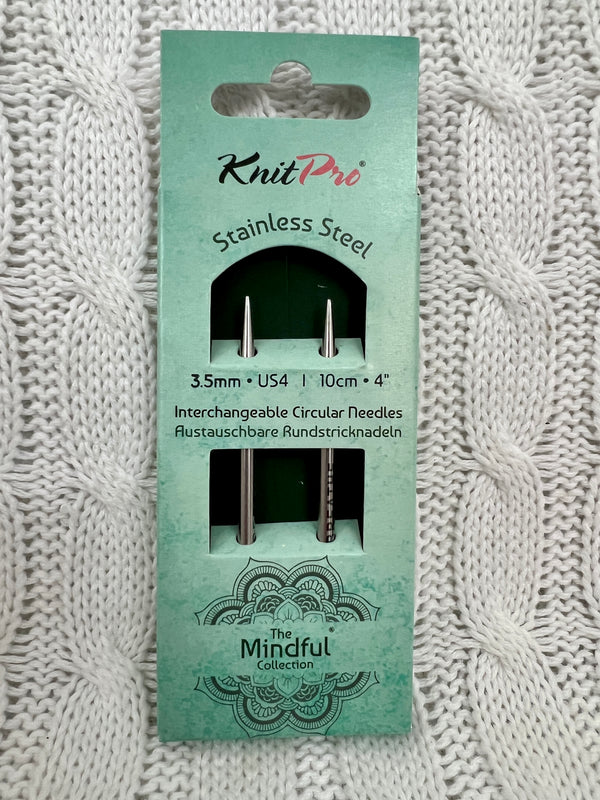 KnitPro®
Stainless Steel
3.5mm • US4 | 10cm • 4"
Interchangeable Circular Needles
Austauschbare Rundstricknadeln
The
Mindful®
Collection